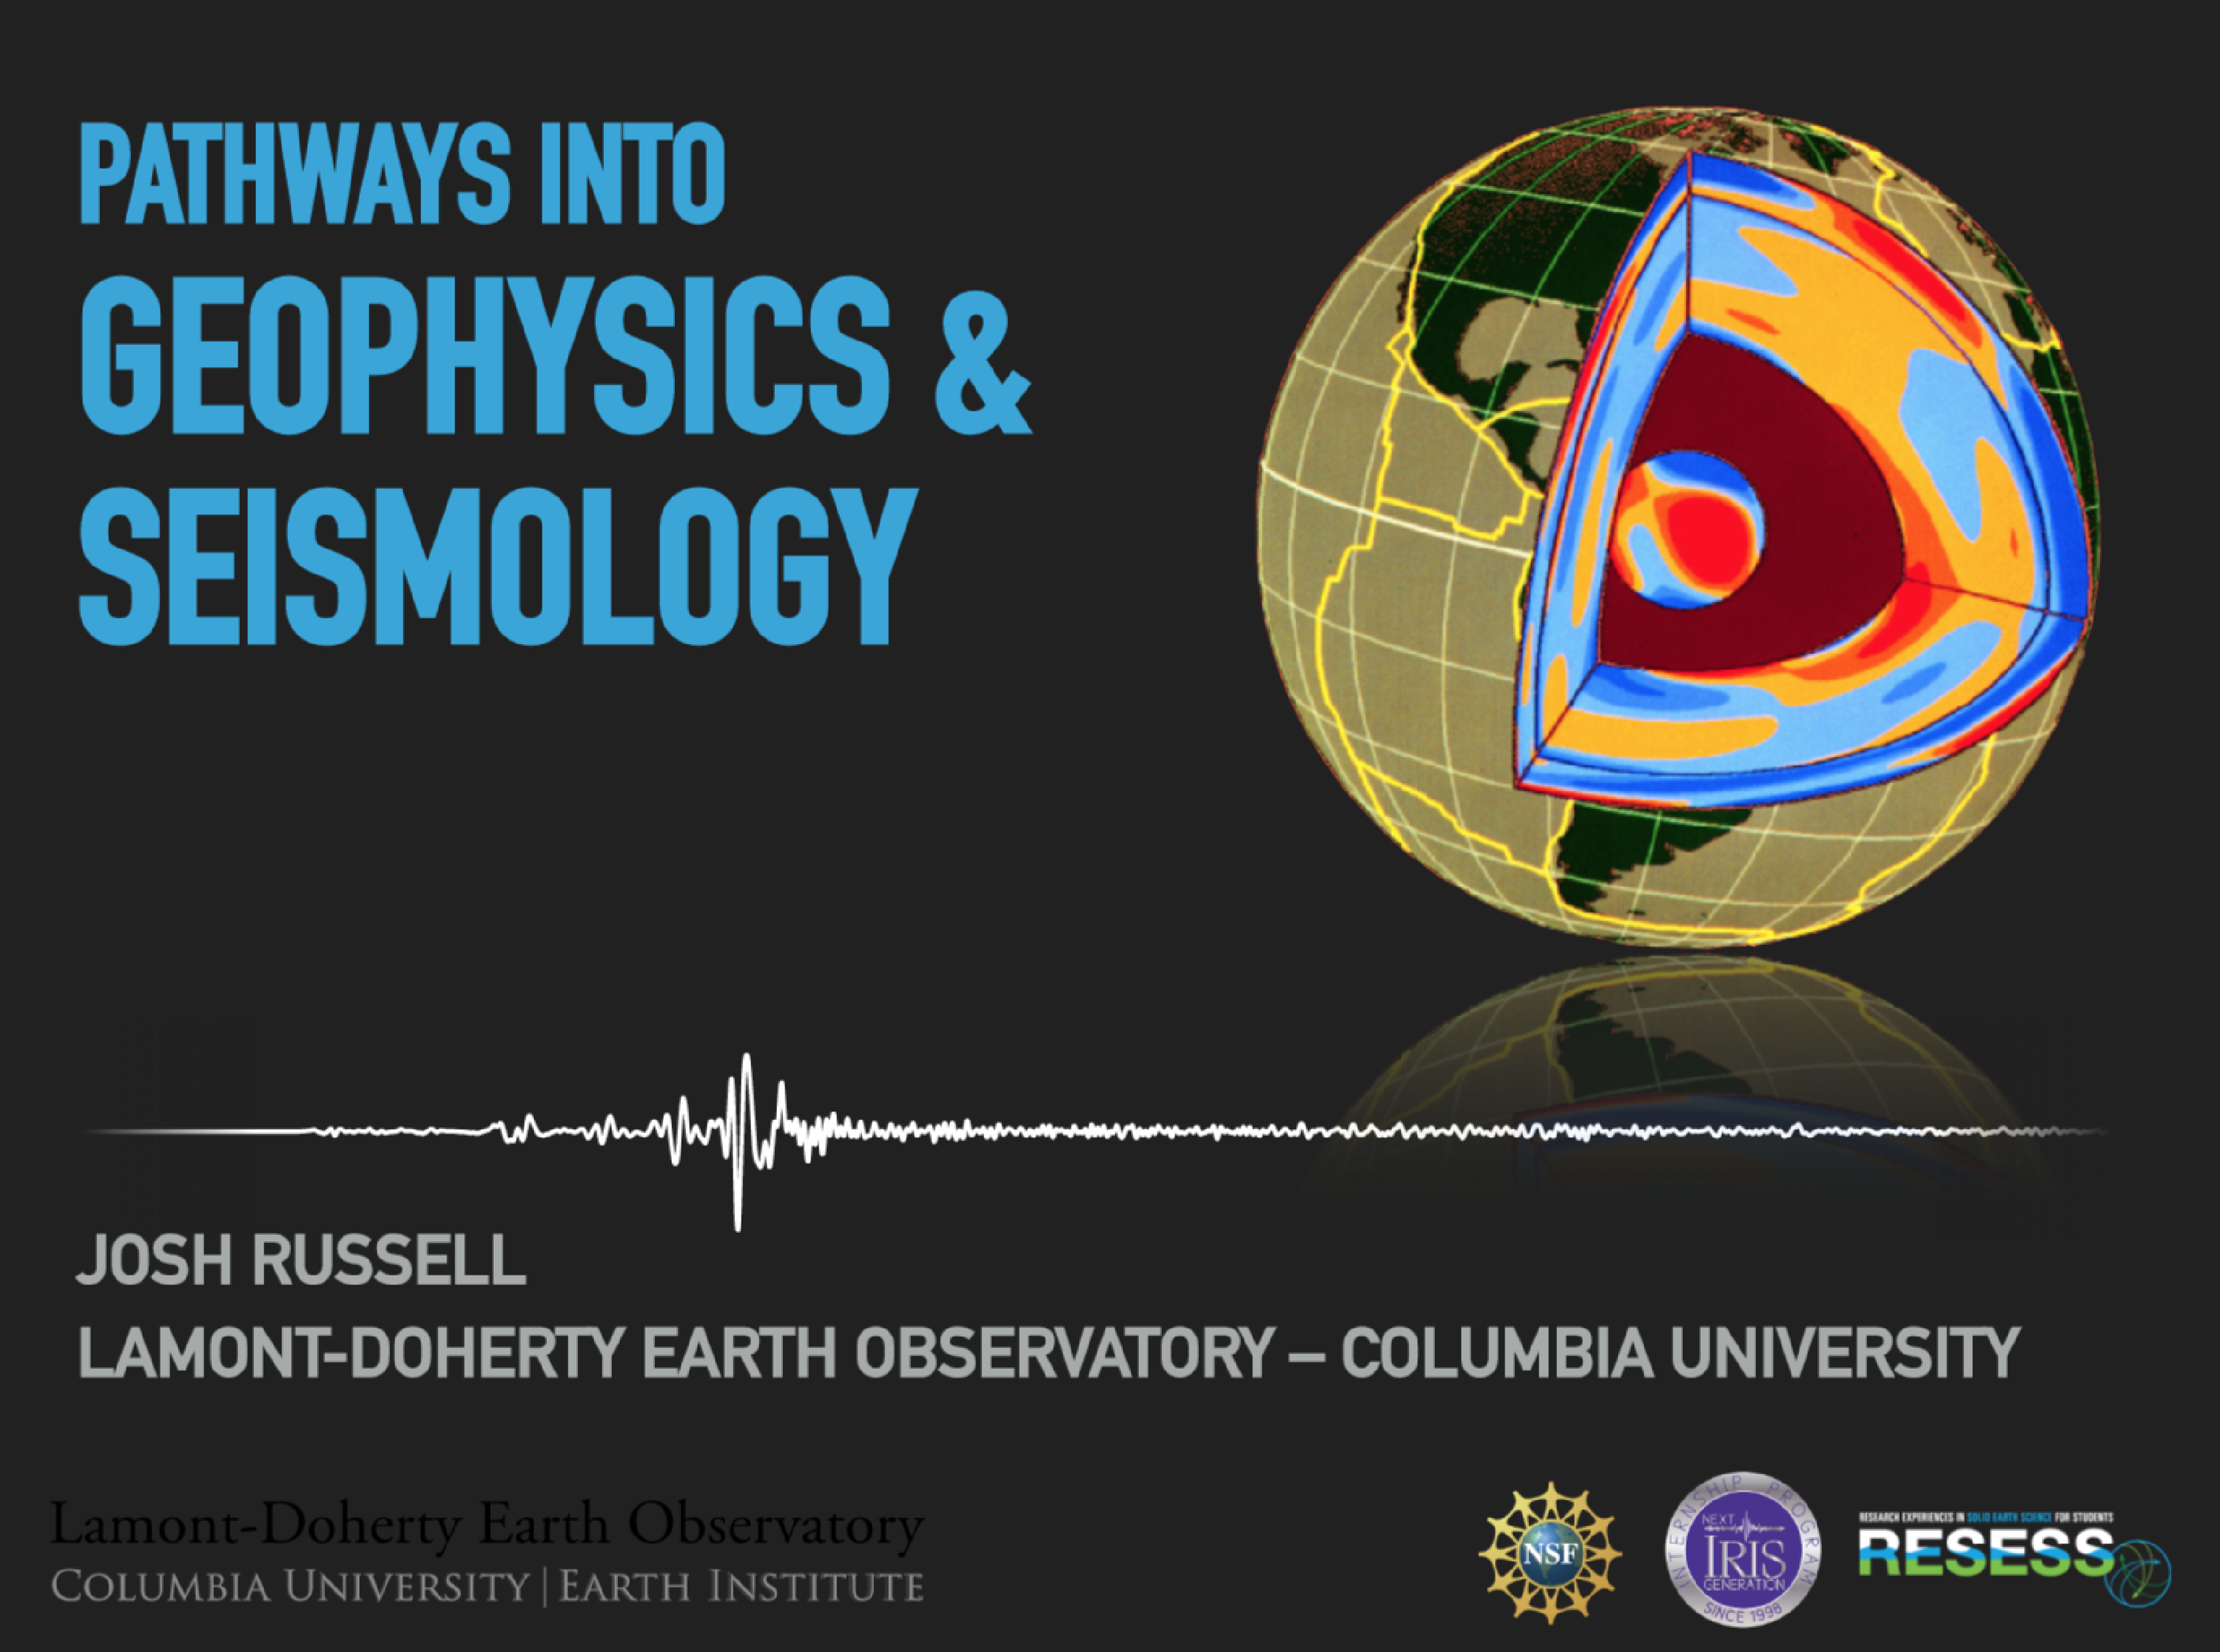 PATHWAYS INTO
GEOPHYSICS &
SEISMOLOGY
JOSH RUSSELL
LAMONT-DOHERTY EARTH OBSERVATORY – COLUMBIA UNIVERSITY
Lamont-Doherty Earth Observatory
COLUMBIA UNIVERSITY | EARTH INSTITUTE
NSF
INTERNSHIP PROGRAM
NEXT
IRIS
GENERATION
SINCE 1998
RESEARCH EXPERIENCES IN SOLID EARTH SCIENCE FOR STUDENTS
RESESS